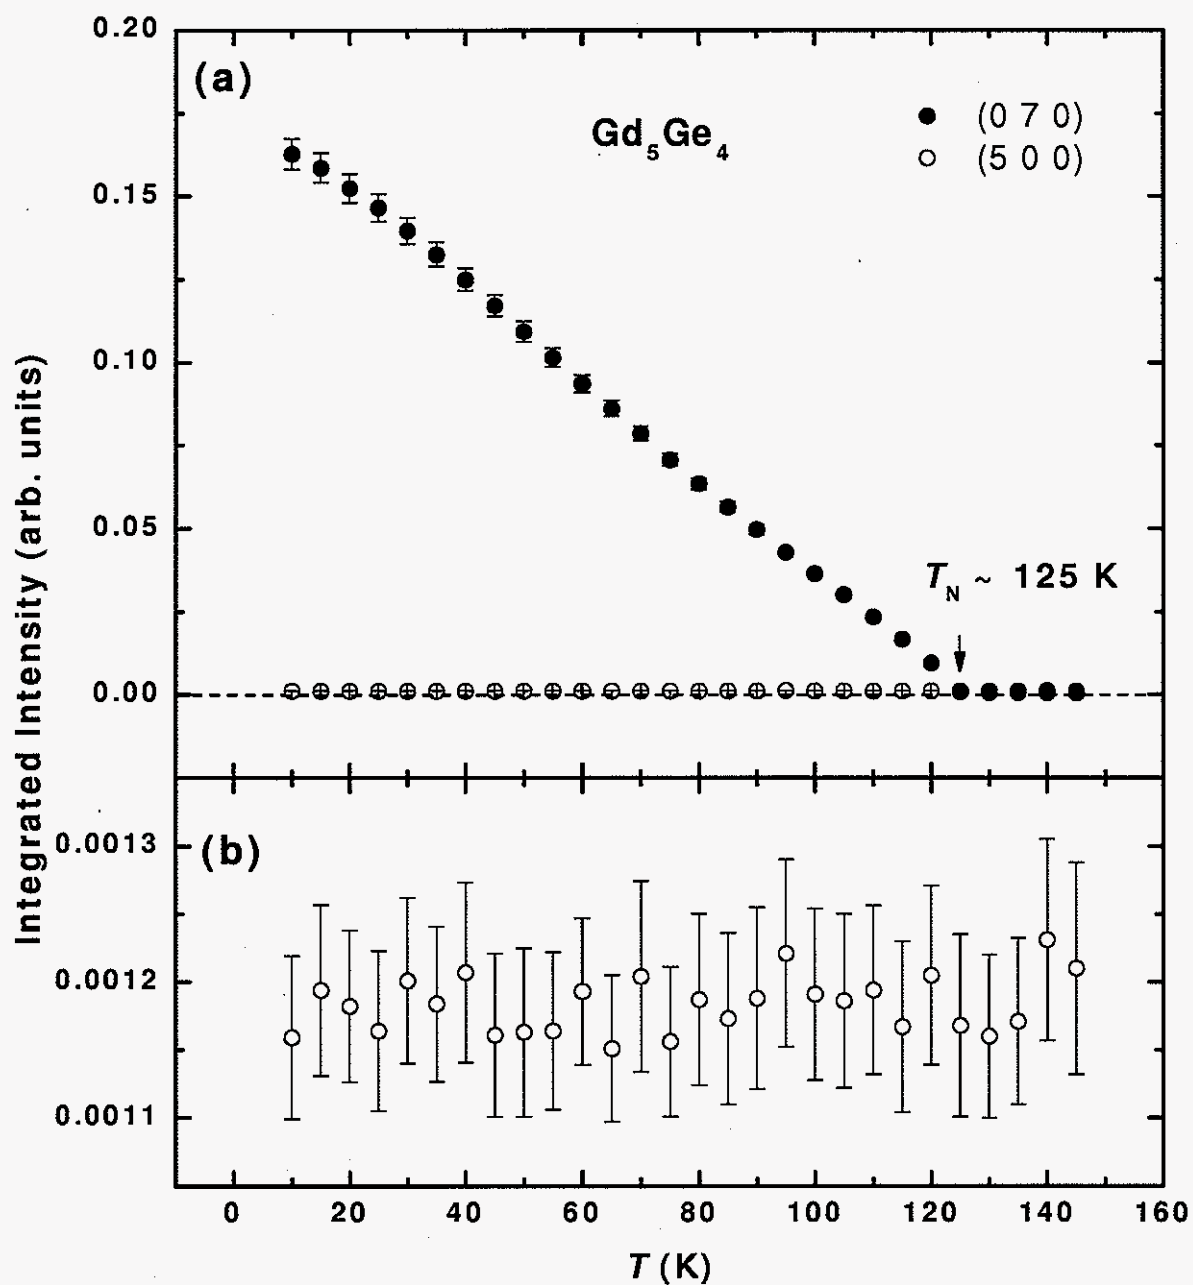 0.20
(a)
Gd₅Ge₄
(0 7 0)
(5 0 0)
0.15
0.10
0.05
T_N ~ 125 K
0.00
Integrated Intensity (arb. units)
(b)
0.0013
0.0012
0.0011
0 20 40 60 80 100 120 140 160
T (K)